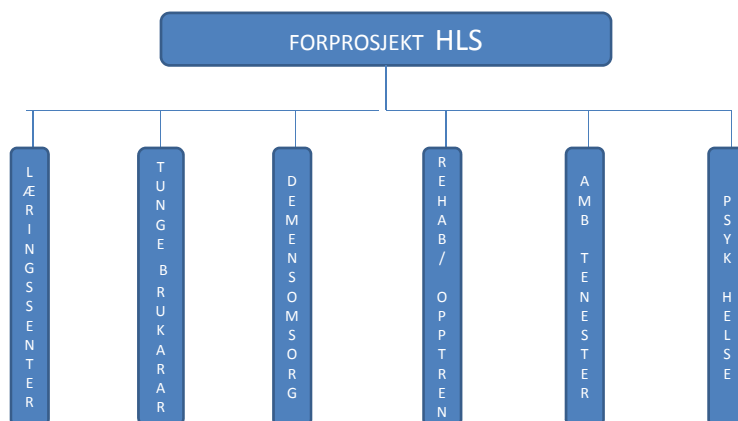 FORPROSJEKT HLS
LÆRINGSSENTER
TUNGE BRUKARAR
DEMENSOMSORG
REHAB/ OPPTREN
AMB TENESTER
PSYK HELSE